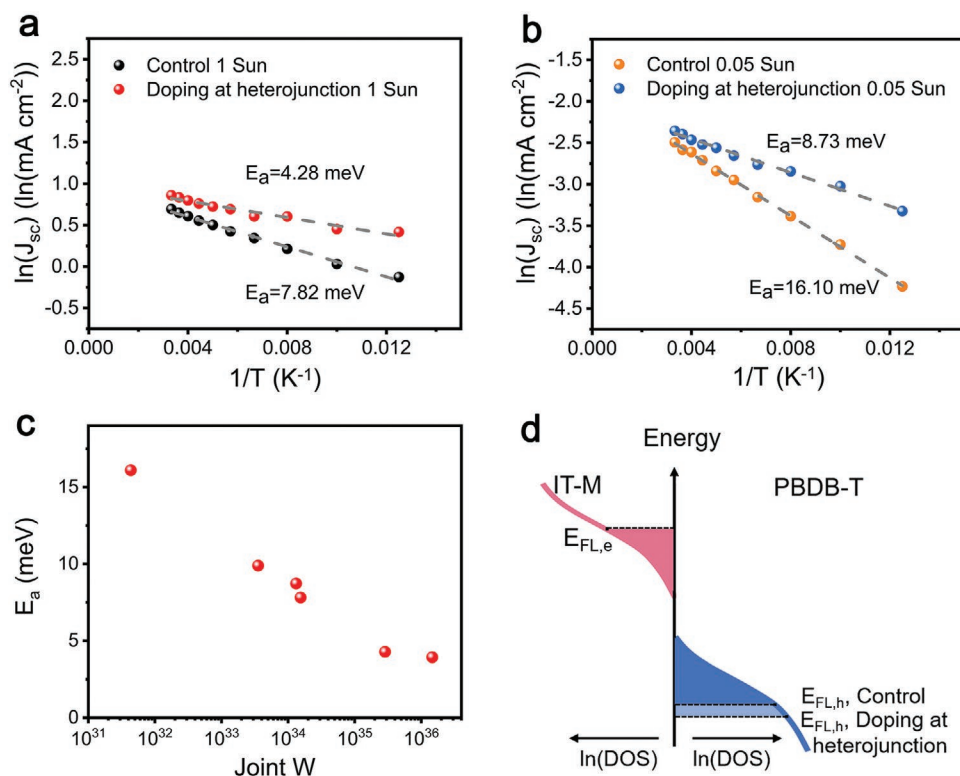 a
Control 1 Sun
Doping at heterojunction 1 Sun
Eₐ=4.28 meV
Eₐ=7.82 meV
ln(Jsc) (ln(mA cm⁻²))
2.5
2.0
1.5
1.0
0.5
0.0
-0.5
0.000
0.004
0.008
0.012
1/T (K⁻¹)
b
Control 0.05 Sun
Doping at heterojunction 0.05 Sun
Eₐ=8.73 meV
Eₐ=16.10 meV
ln(Jsc) (ln(mA cm⁻²))
-1.5
-2.0
-2.5
-3.0
-3.5
-4.0
-4.5
0.000
0.004
0.008
0.012
1/T (K⁻¹)
c
Eₐ (meV)
15
10
5
0
10³¹
10³²
10³³
10³⁴
10³⁵
10³⁶
Joint W
d
Energy
IT-M
PBDB-T
E_FL,e
E_FL,h, Control
E_FL,h, Doping at
heterojunction
ln(DOS)
ln(DOS)